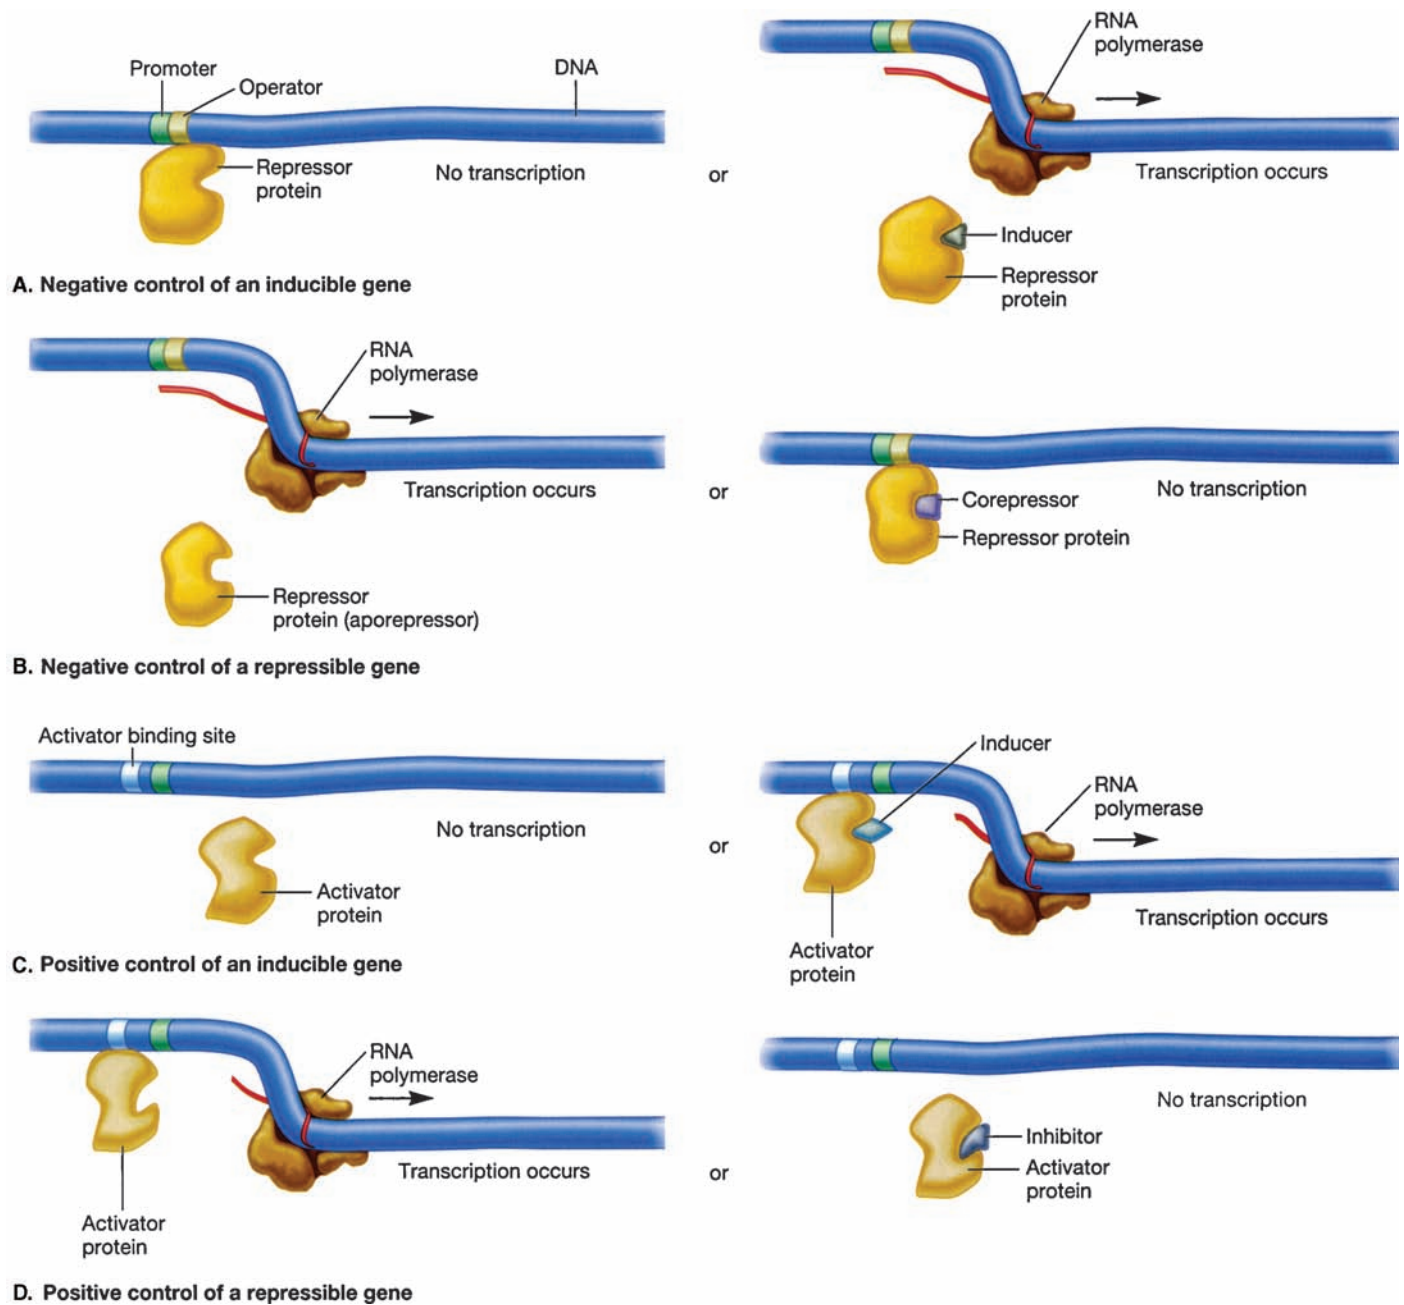 Promoter
Operator
DNA
Repressor
protein
No transcription
or
RNA
polymerase
Transcription occurs
Inducer
Repressor
protein
A. Negative control of an inducible gene
RNA
polymerase
Transcription occurs
Repressor
protein (aporepressor)
or
Corepressor
No transcription
Repressor protein
B. Negative control of a repressible gene
Activator binding site
No transcription
Activator
protein
or
Inducer
RNA
polymerase
Transcription occurs
Activator
protein
C. Positive control of an inducible gene
RNA
polymerase
Transcription occurs
Activator
protein
or
No transcription
Inhibitor
Activator
protein
D. Positive control of a repressible gene